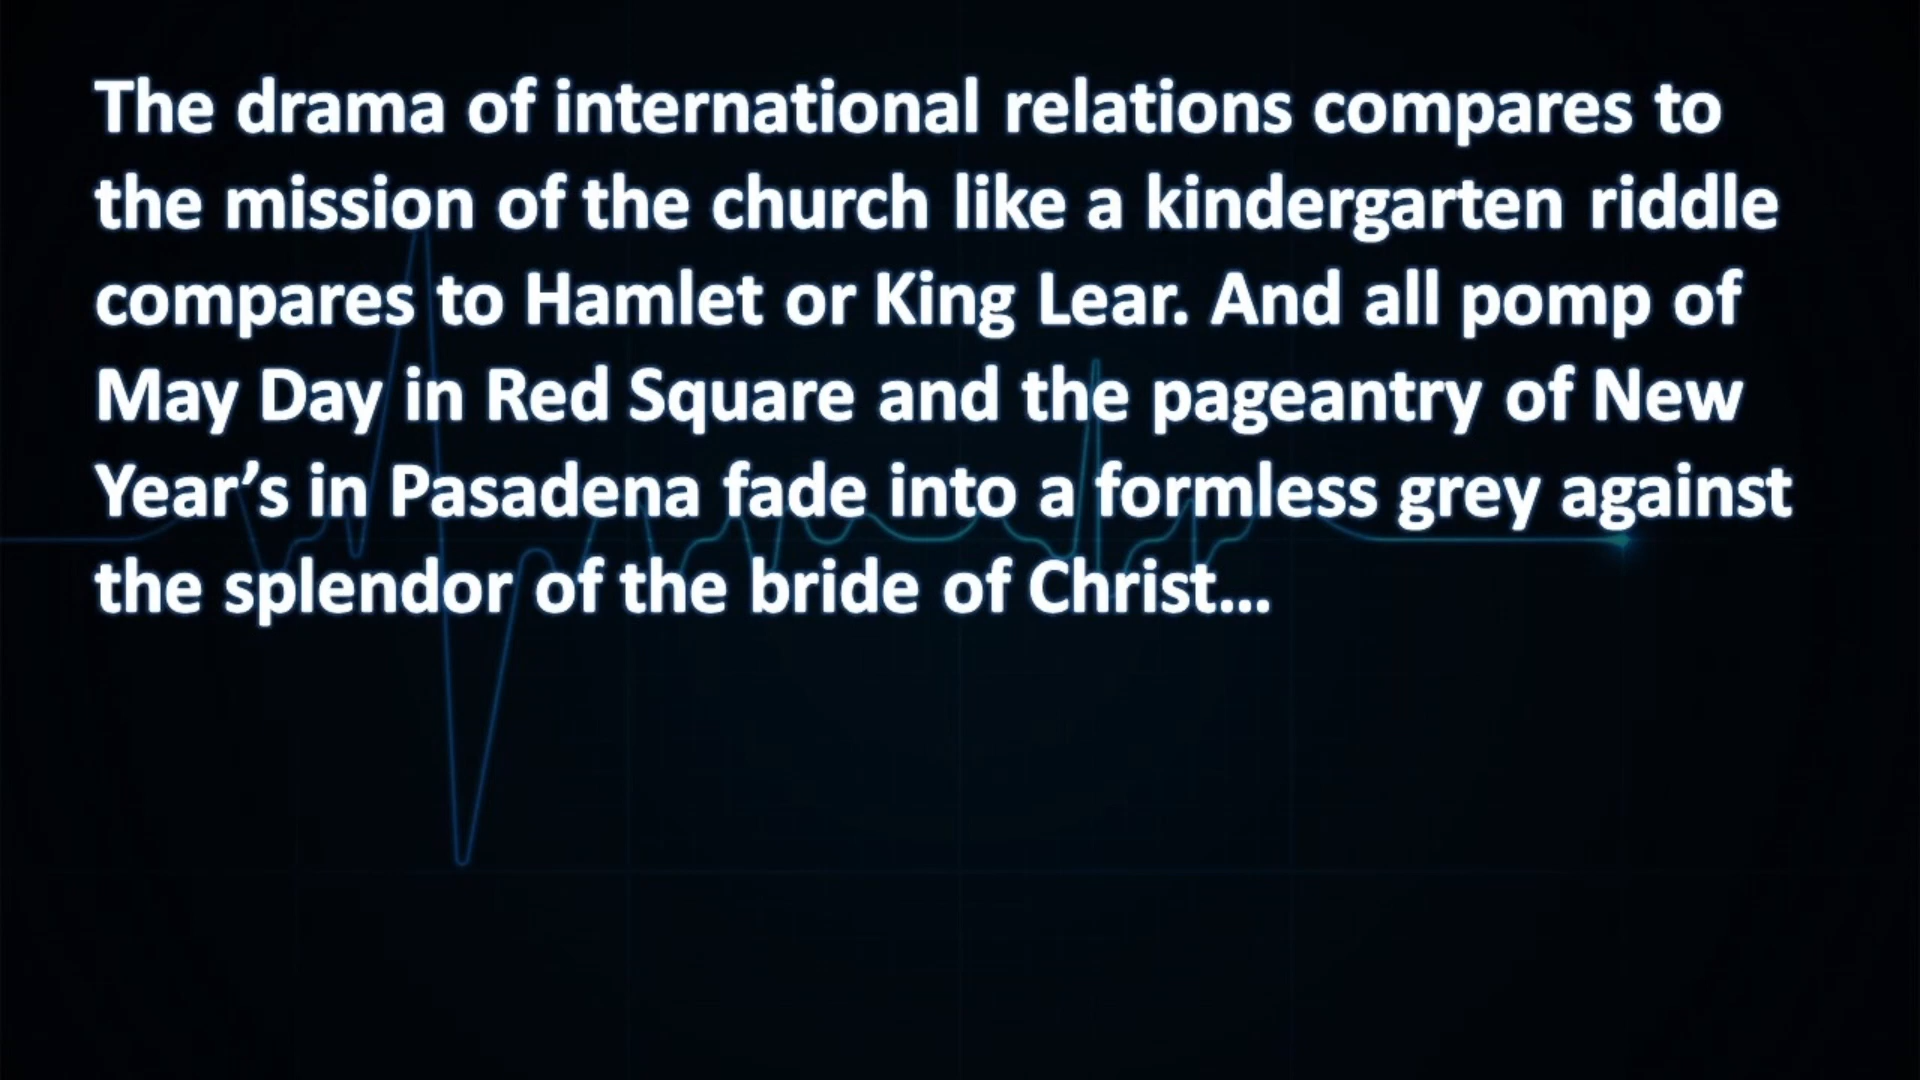 The drama of international relations compares to
the mission of the church like a kindergarten riddle
compares to Hamlet or King Lear. And all pomp of
May Day in Red Square and the pageantry of New
Year’s in Pasadena fade into a formless grey against
the splendor of the bride of Christ...